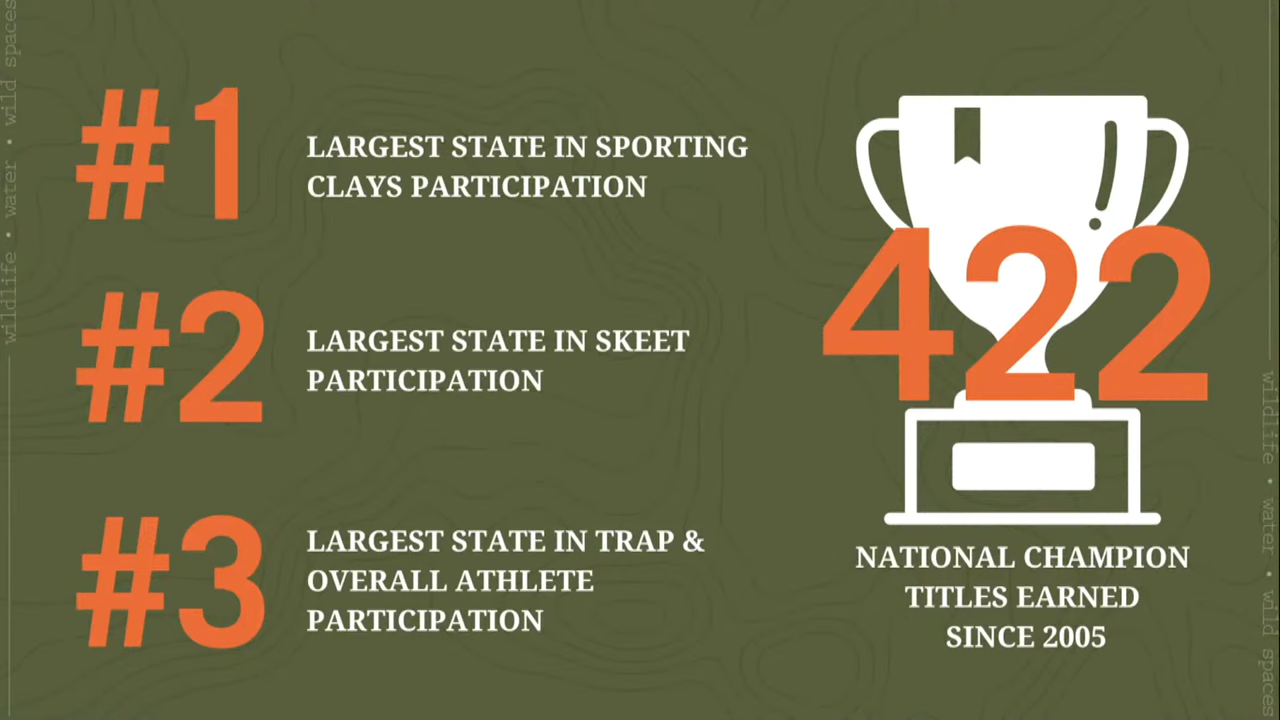 #1
LARGEST STATE IN SPORTING
CLAYS PARTICIPATION
#2
LARGEST STATE IN SKEET
PARTICIPATION
#3
LARGEST STATE IN TRAP &
OVERALL ATHLETE
PARTICIPATION
422
NATIONAL CHAMPION
TITLES EARNED
SINCE 2005
wildlife • water • wild spaces
wildlife • water • wild spaces